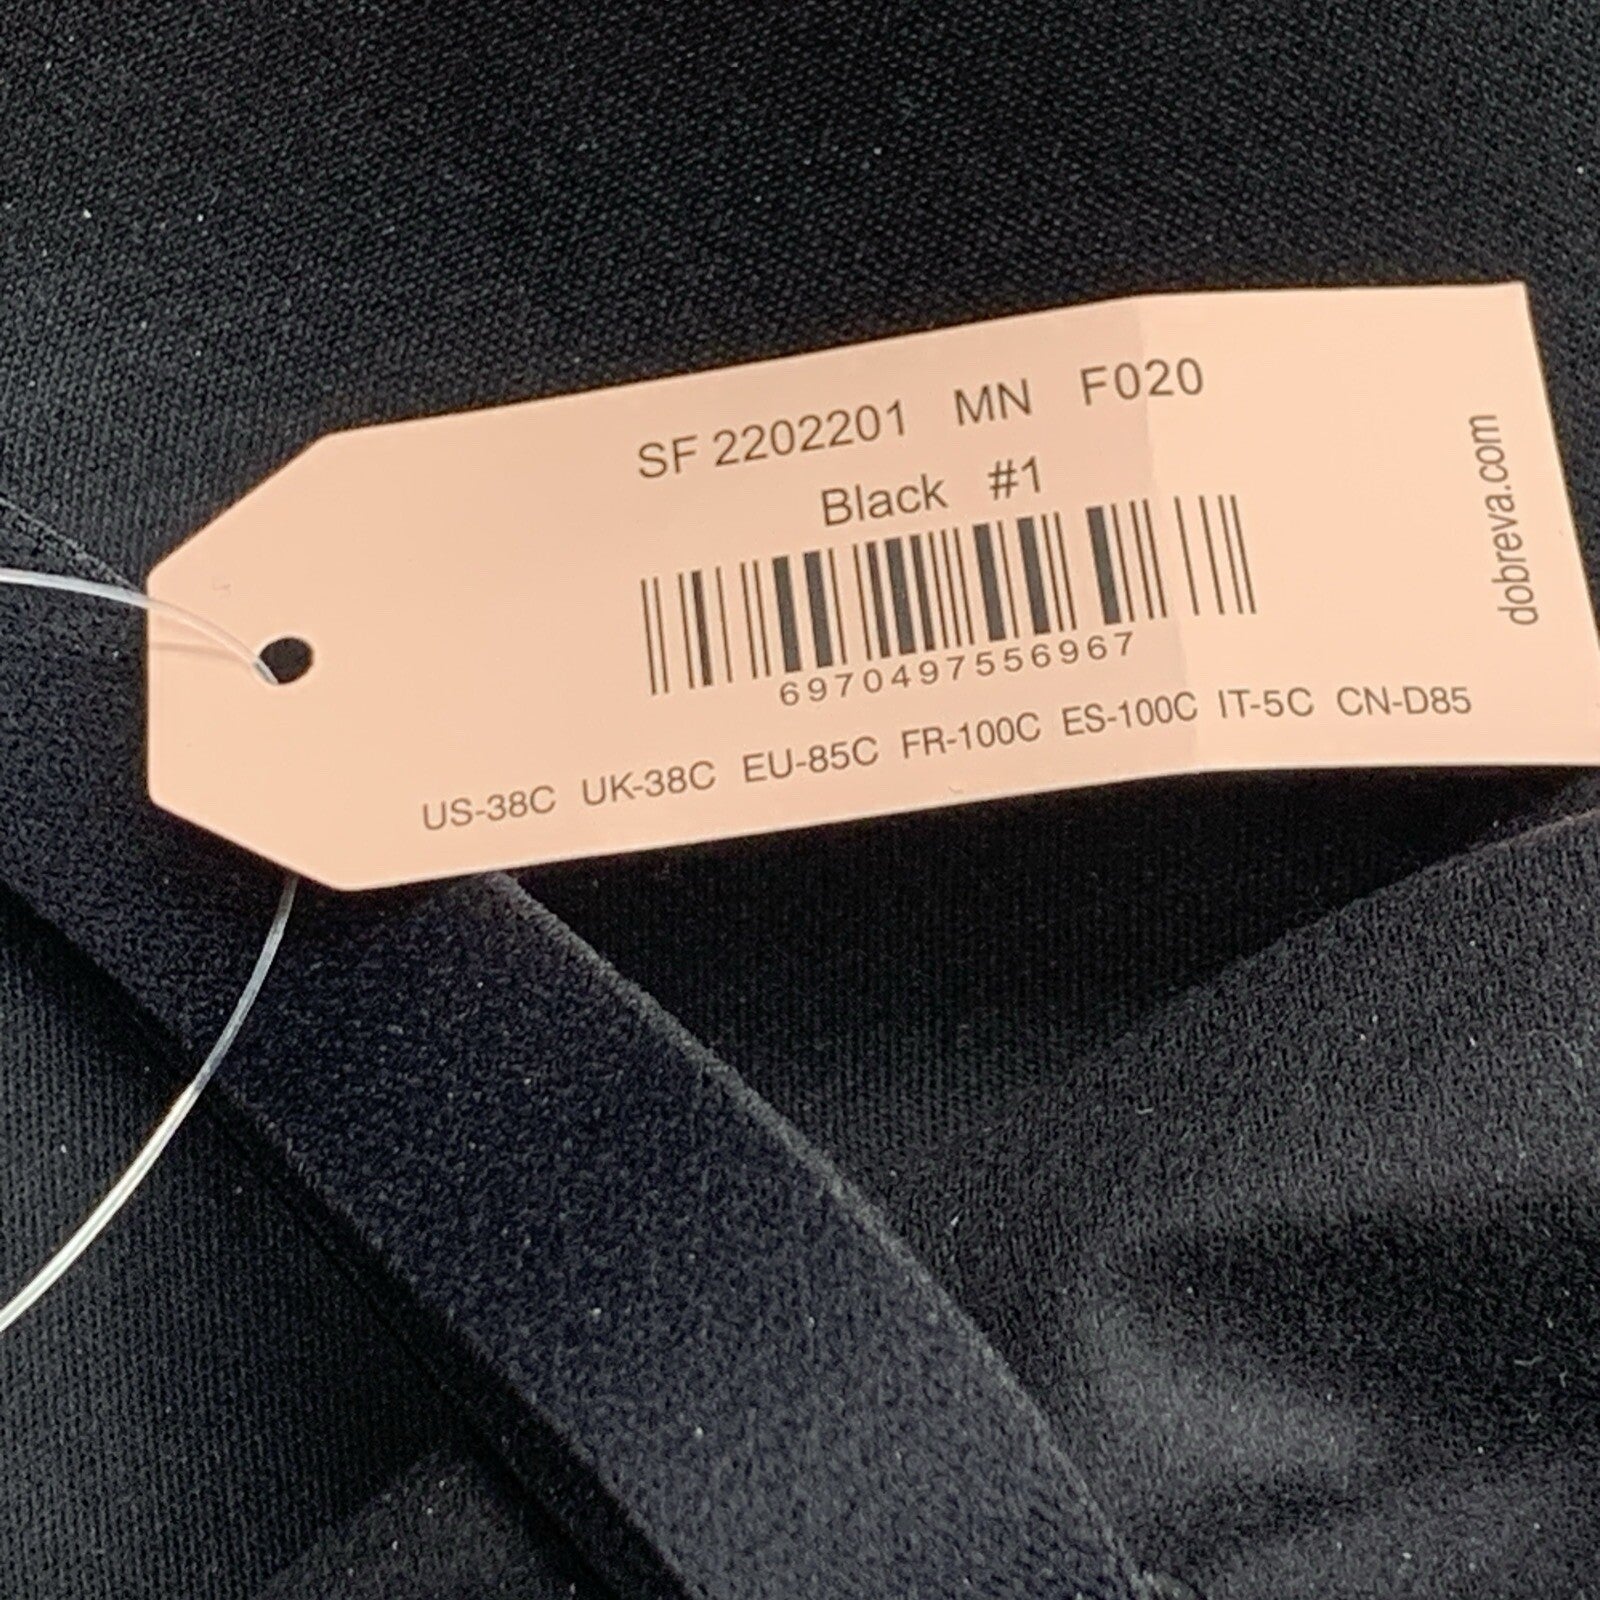 SF 2202201 MN F020
Black #1
6970497556967
US-38C UK-38C EU-85C FR-100C ES-100C IT-5C CN-D85
dobreva.com